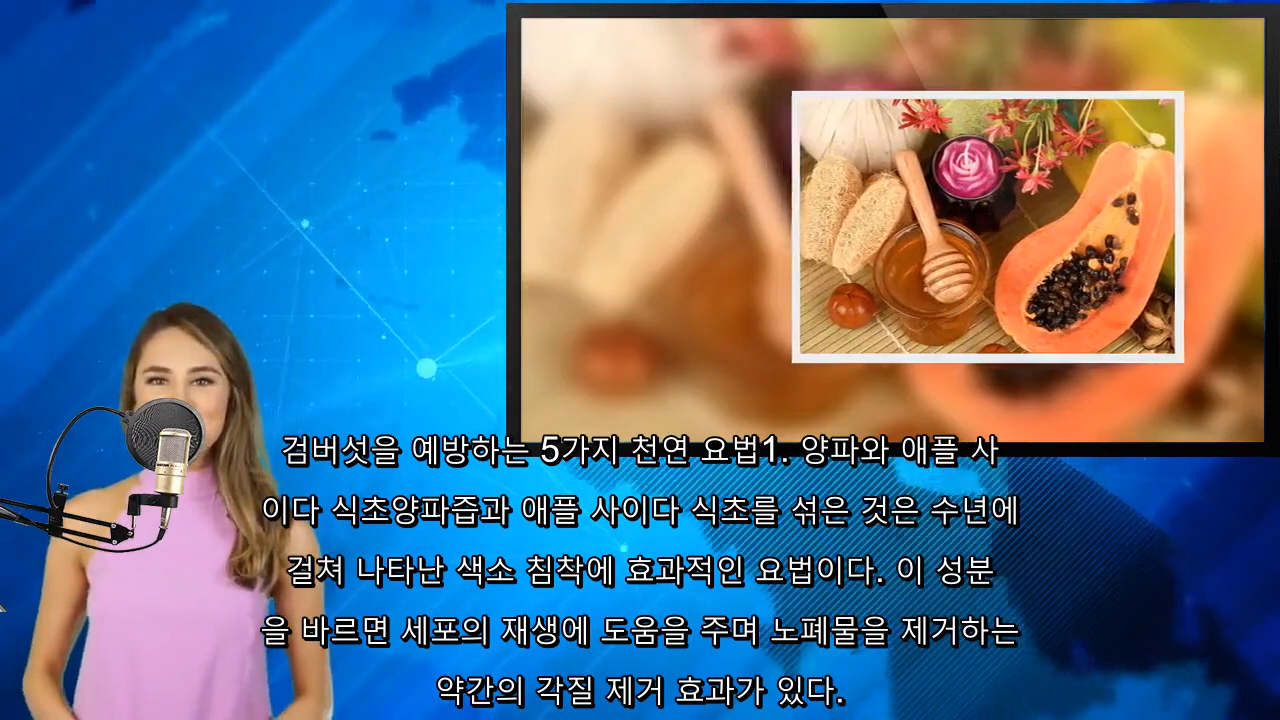 검버섯을 예방하는 5가지 천연 요법1. 양파와 애플 사
이다 식초양파즙과 애플 사이다 식초를 섞은 것은 수년에
걸쳐 나타난 색소 침착에 효과적인 요법이다. 이 성분
을 바르면 세포의 재생에 도움을 주며 노폐물을 제거하는
약간의 각질 제거 효과가 있다.